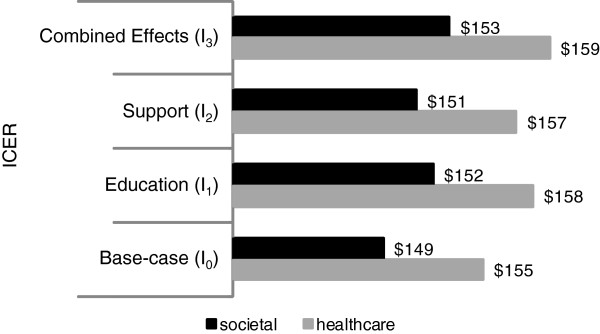 ICER
Combined Effects (I3)
$153
$159
Support (I2)
$151
$157
Education (I1)
$152
$158
Base-case (I0)
$149
$155
societal healthcare